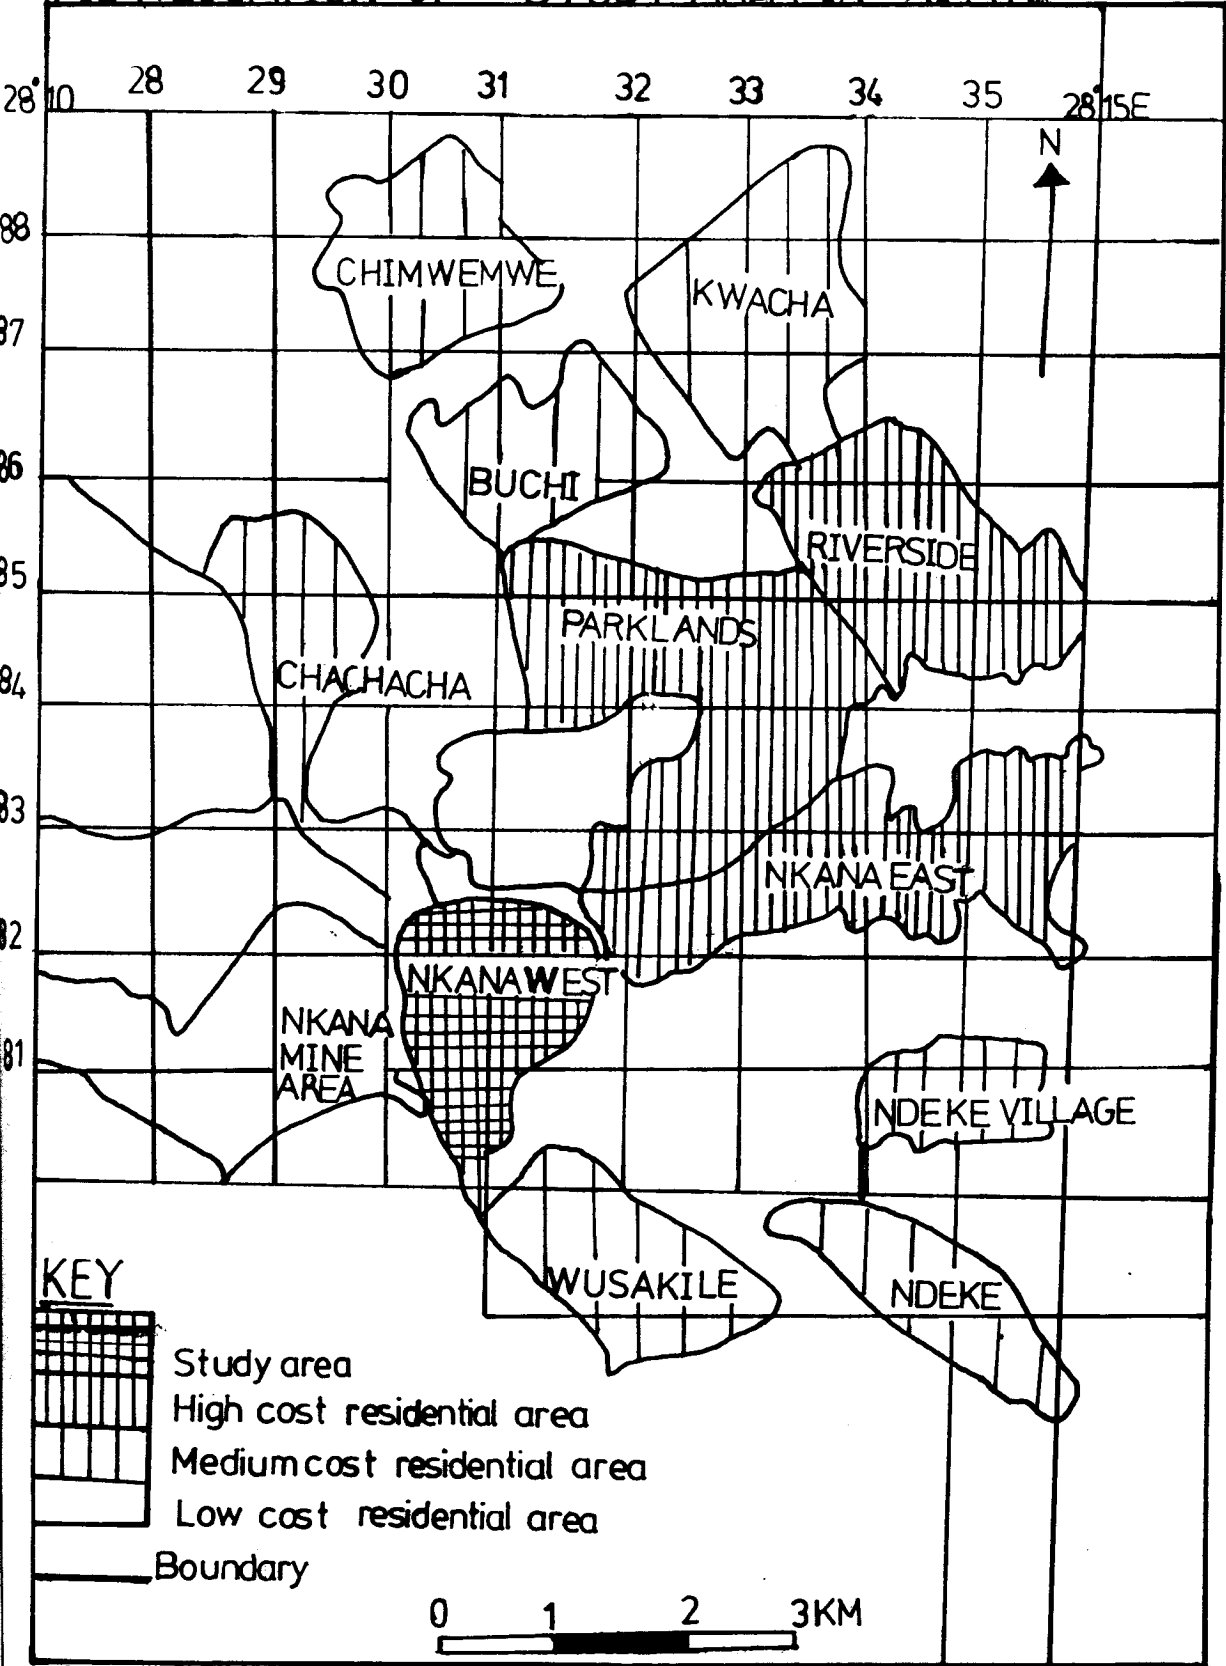 28 29 30 31 32 33 34 35
28°10 28°15E
N
88
CHIMWEMWE
KWACHA
87
86
BUCHI
RIVERSIDE
85
PARKLANDS
84
CHACHACHA
83
NKANA EAST
82
NKANA WEST
NKANA
MINE
AREA
81
NDEKE VILLAGE
WUSAKILE
NDEKE
KEY
Study area
High cost residential area
Medium cost residential area
Low cost residential area
Boundary
0 1 2 3KM